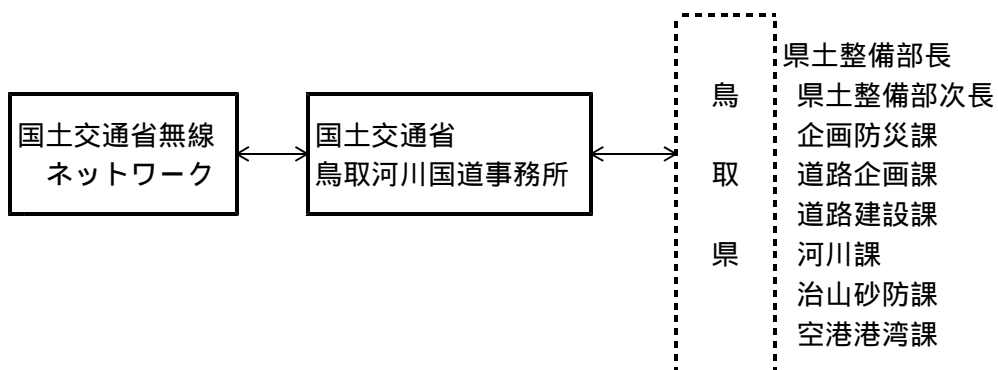 国土交通省無線
ネットワーク
国土交通省
鳥取河川国道事務所
鳥
取
県
県土整備部長
県土整備部次長
企画防災課
道路企画課
道路建設課
河川課
治山砂防課
空港港湾課